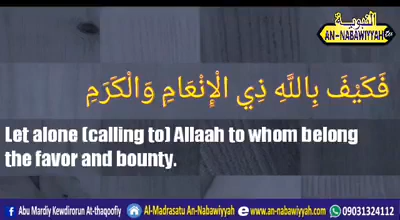 النبوية
AN-NABAWIYYAH
فَكَيْفَ بِاللَّهِ ذِي الْإِنْعَامِ وَالْكَرَمِ
Let alone (calling to) Allaah to whom belong
the favor and bounty.
Abu Mardiy Kewdirorun At-thaqoofiy Al-Madrasatu An-Nabawiyyah www.an-nabawiyyah.com 09031324112